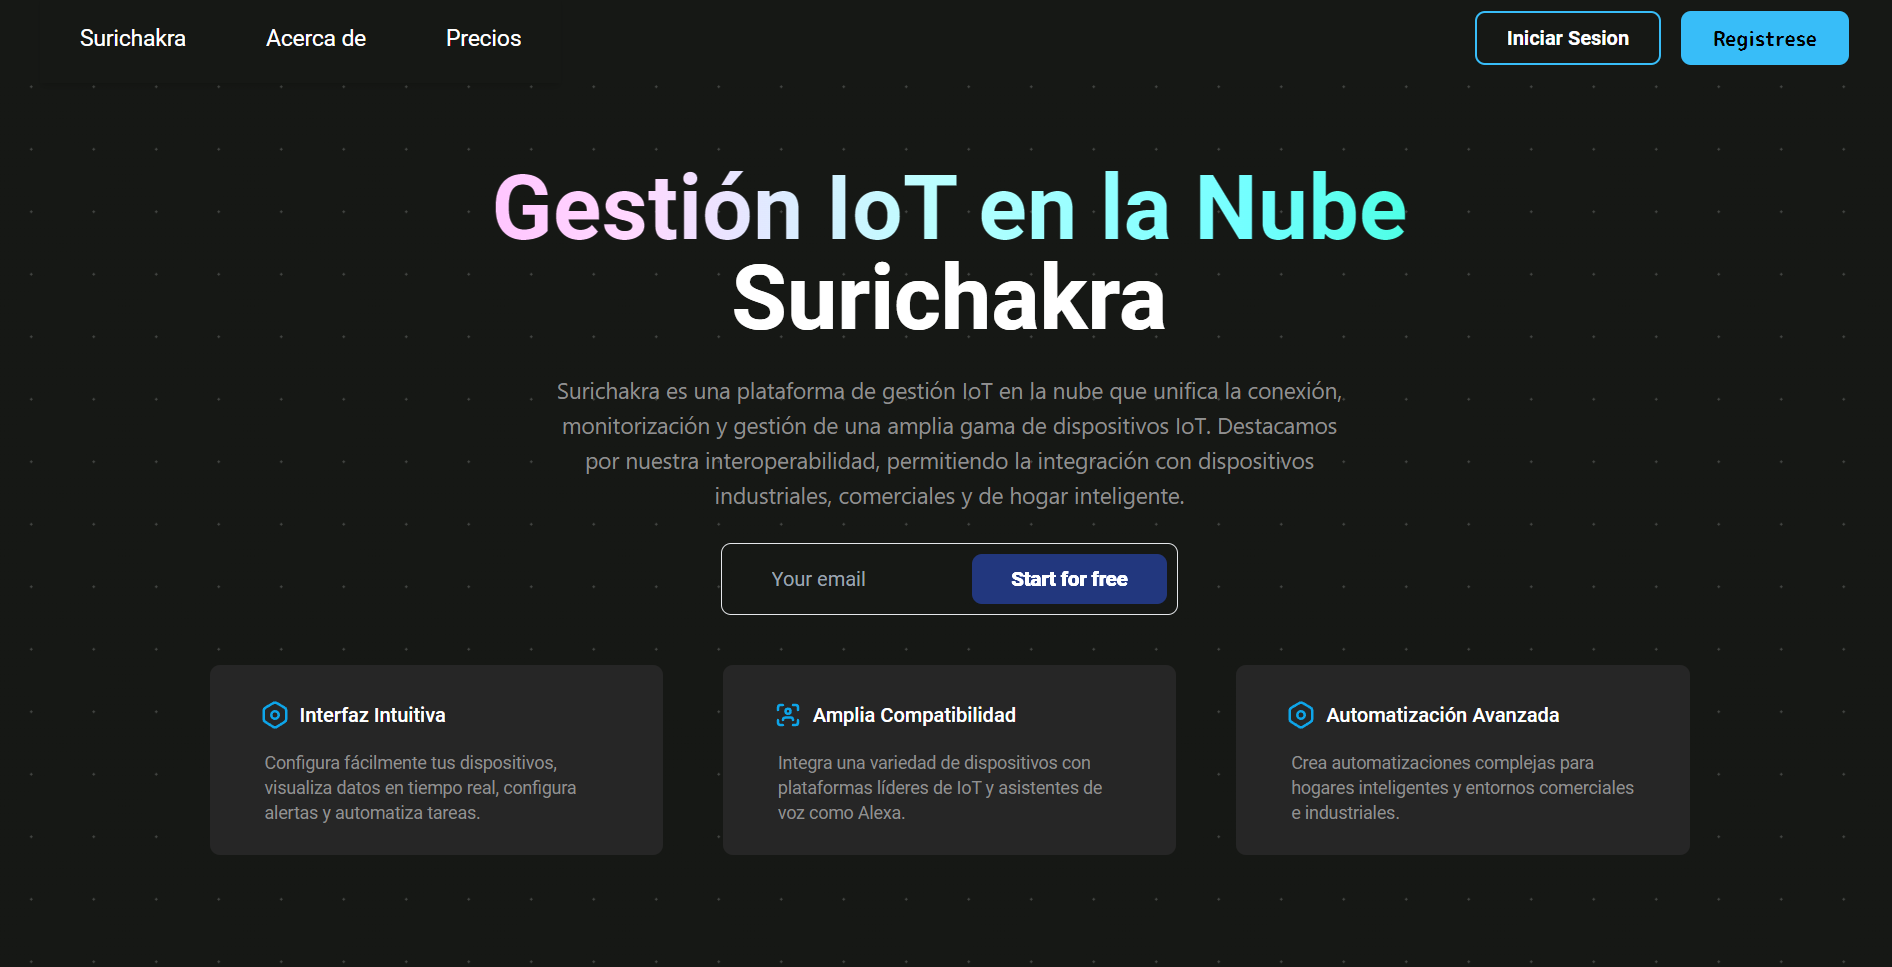 Surichakra
Acerca de
Precios
Iniciar Sesion
Registrese
Gestión IoT en la Nube
Surichakra
Surichakra es una plataforma de gestión IoT en la nube que unifica la conexión,
monitorización y gestión de una amplia gama de dispositivos IoT. Destacamos
por nuestra interoperabilidad, permitiendo la integración con dispositivos
industriales, comerciales y de hogar inteligente.
Your email
Start for free
Interfaz Intuitiva
Configura fácilmente tus dispositivos,
visualiza datos en tiempo real, configura
alertas y automatiza tareas.
Amplia Compatibilidad
Integra una variedad de dispositivos con
plataformas líderes de IoT y asistentes de
voz como Alexa.
Automatización Avanzada
Crea automatizaciones complejas para
hogares inteligentes y entornos comerciales
e industriales.